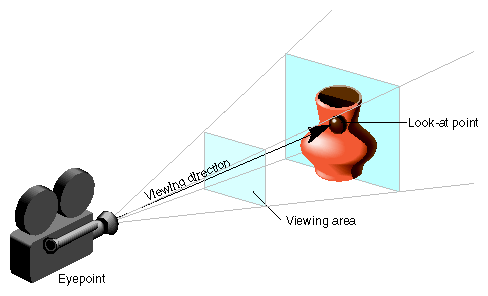 Look-at point
Viewing direction
Viewing area
Eyepoint